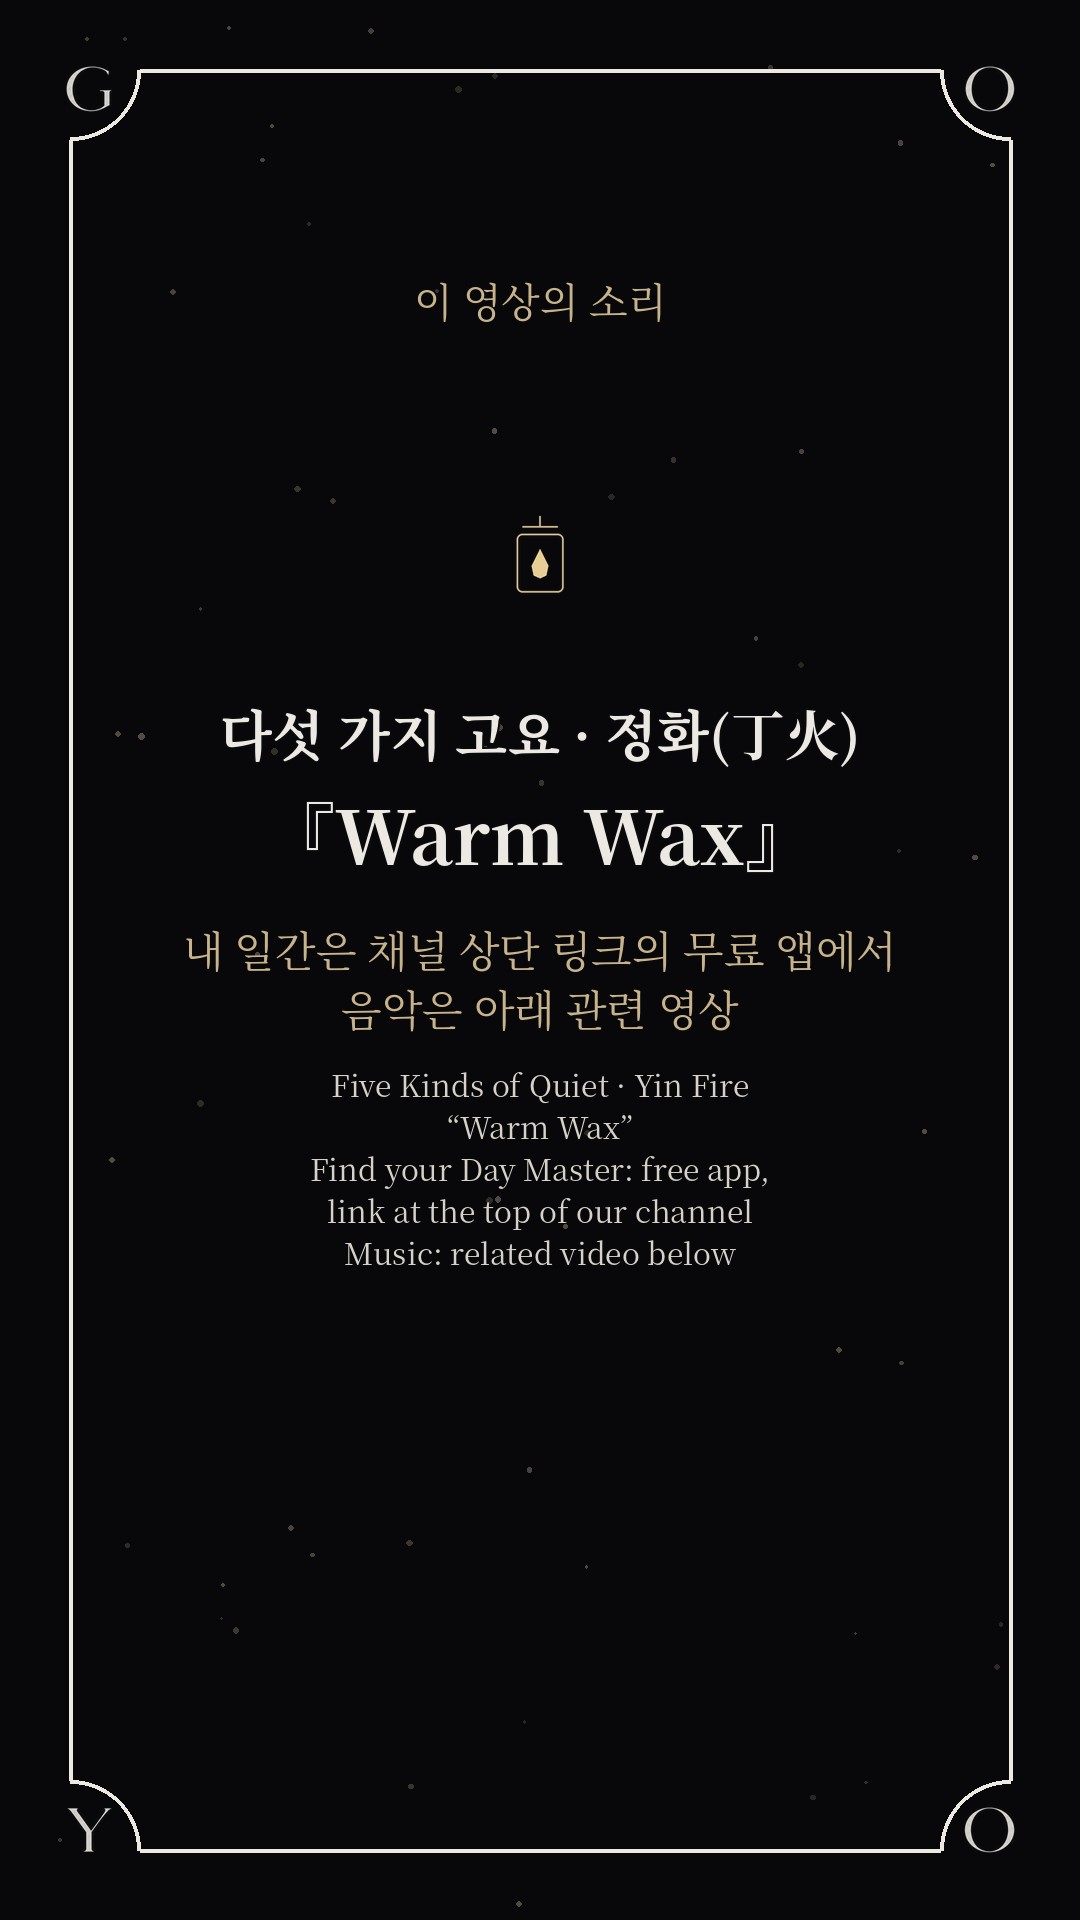 G O
이 영상의 소리
다섯 가지 고요 · 정화(丁火)
『Warm Wax』
내 일간은 채널 상단 링크의 무료 앱에서
음악은 아래 관련 영상
Five Kinds of Quiet · Yin Fire
“Warm Wax”
Find your Day Master: free app,
link at the top of our channel
Music: related video below
Y O